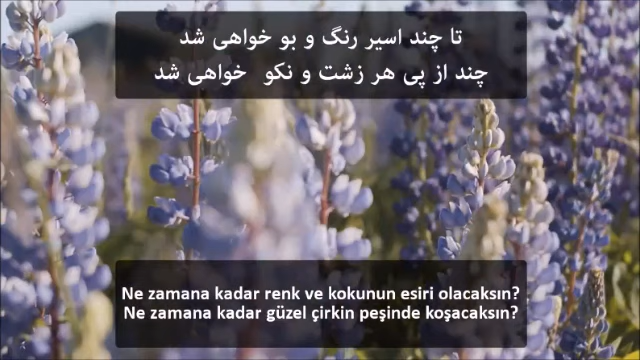 تا چند اسیر رنگ و بو خواهی شد
چند از پی هر زشت و نکو خواهی شد
Ne zamana kadar renk ve kokunun esiri olacaksın?
Ne zamana kadar güzel çirkin peşinde koşacaksın?